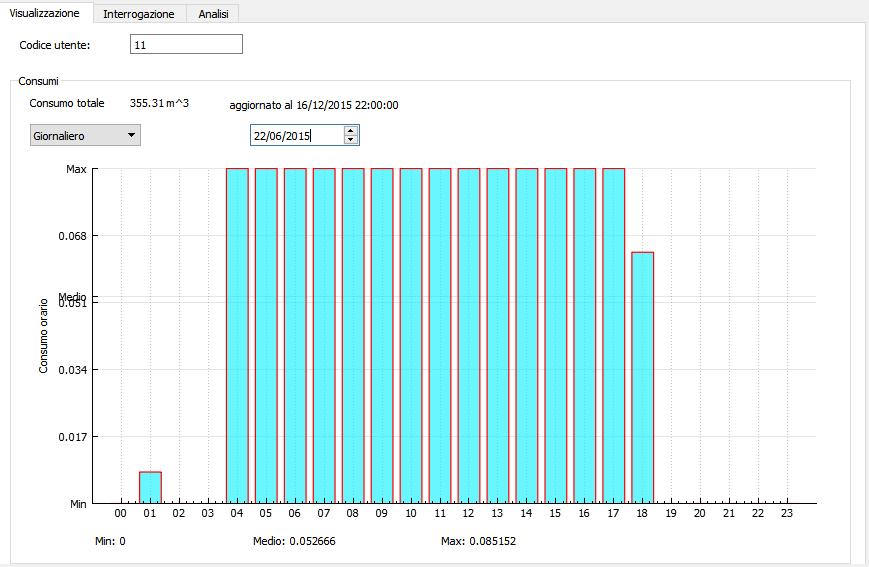 Visualizzazione Interrogazione Analisi
Codice utente: 11
Consumi
Consumo totale 355.31 m^3 aggiornato al 16/12/2015 22:00:00
Giornaliero 22/06/2015
Max
0.068
Medio
0.051
0.034
0.017
Min
Consumo orario
00 01 02 03 04 05 06 07 08 09 10 11 12 13 14 15 16 17 18 19 20 21 22 23
Min: 0 Medio: 0.052666 Max: 0.085152